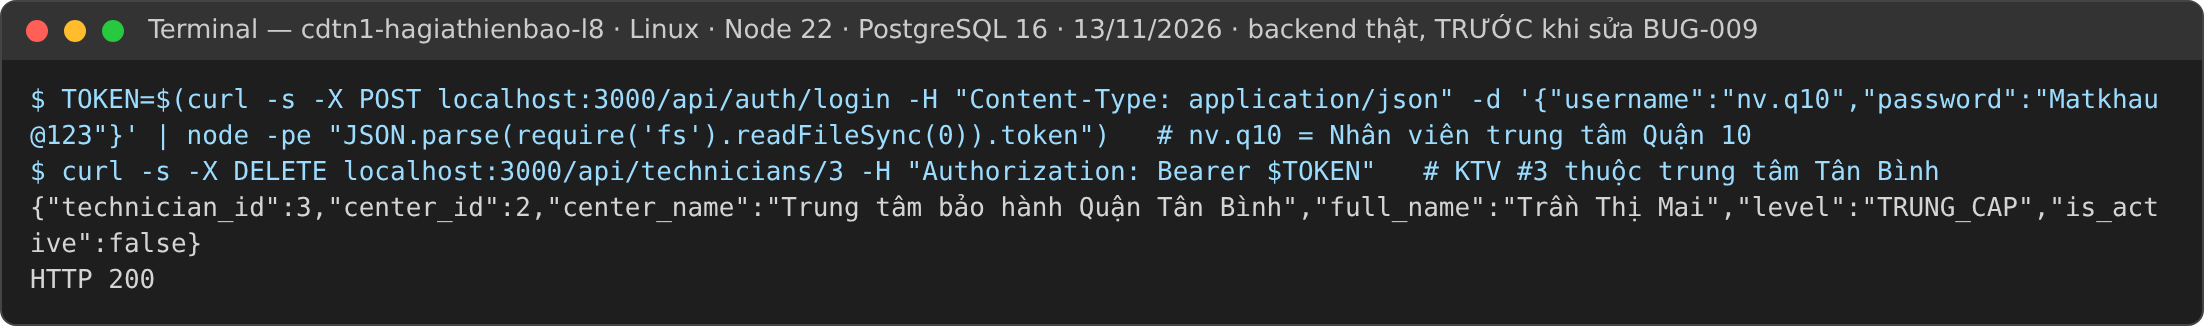 Terminal — cdtn1-hagiathienbao-l8 · Linux · Node 22 · PostgreSQL 16 · 13/11/2026 · backend thật, TRƯỚC khi sửa BUG-009
$ TOKEN=$(curl -s -X POST localhost:3000/api/auth/login -H "Content-Type: application/json" -d '{"username":"nv.q10","password":"Matkhau
@123"}' | node -pe "JSON.parse(require('fs').readFileSync(0)).token")   # nv.q10 = Nhân viên trung tâm Quận 10
$ curl -s -X DELETE localhost:3000/api/technicians/3 -H "Authorization: Bearer $TOKEN"   # KTV #3 thuộc trung tâm Tân Bình
{"technician_id":3,"center_id":2,"center_name":"Trung tâm bảo hành Quận Tân Bình","full_name":"Trần Thị Mai","level":"TRUNG_CAP","is_act
ive":false}
HTTP 200